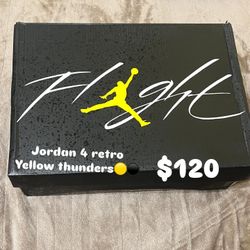 Flight
Jordan 4 retro
Yellow thunders
$120